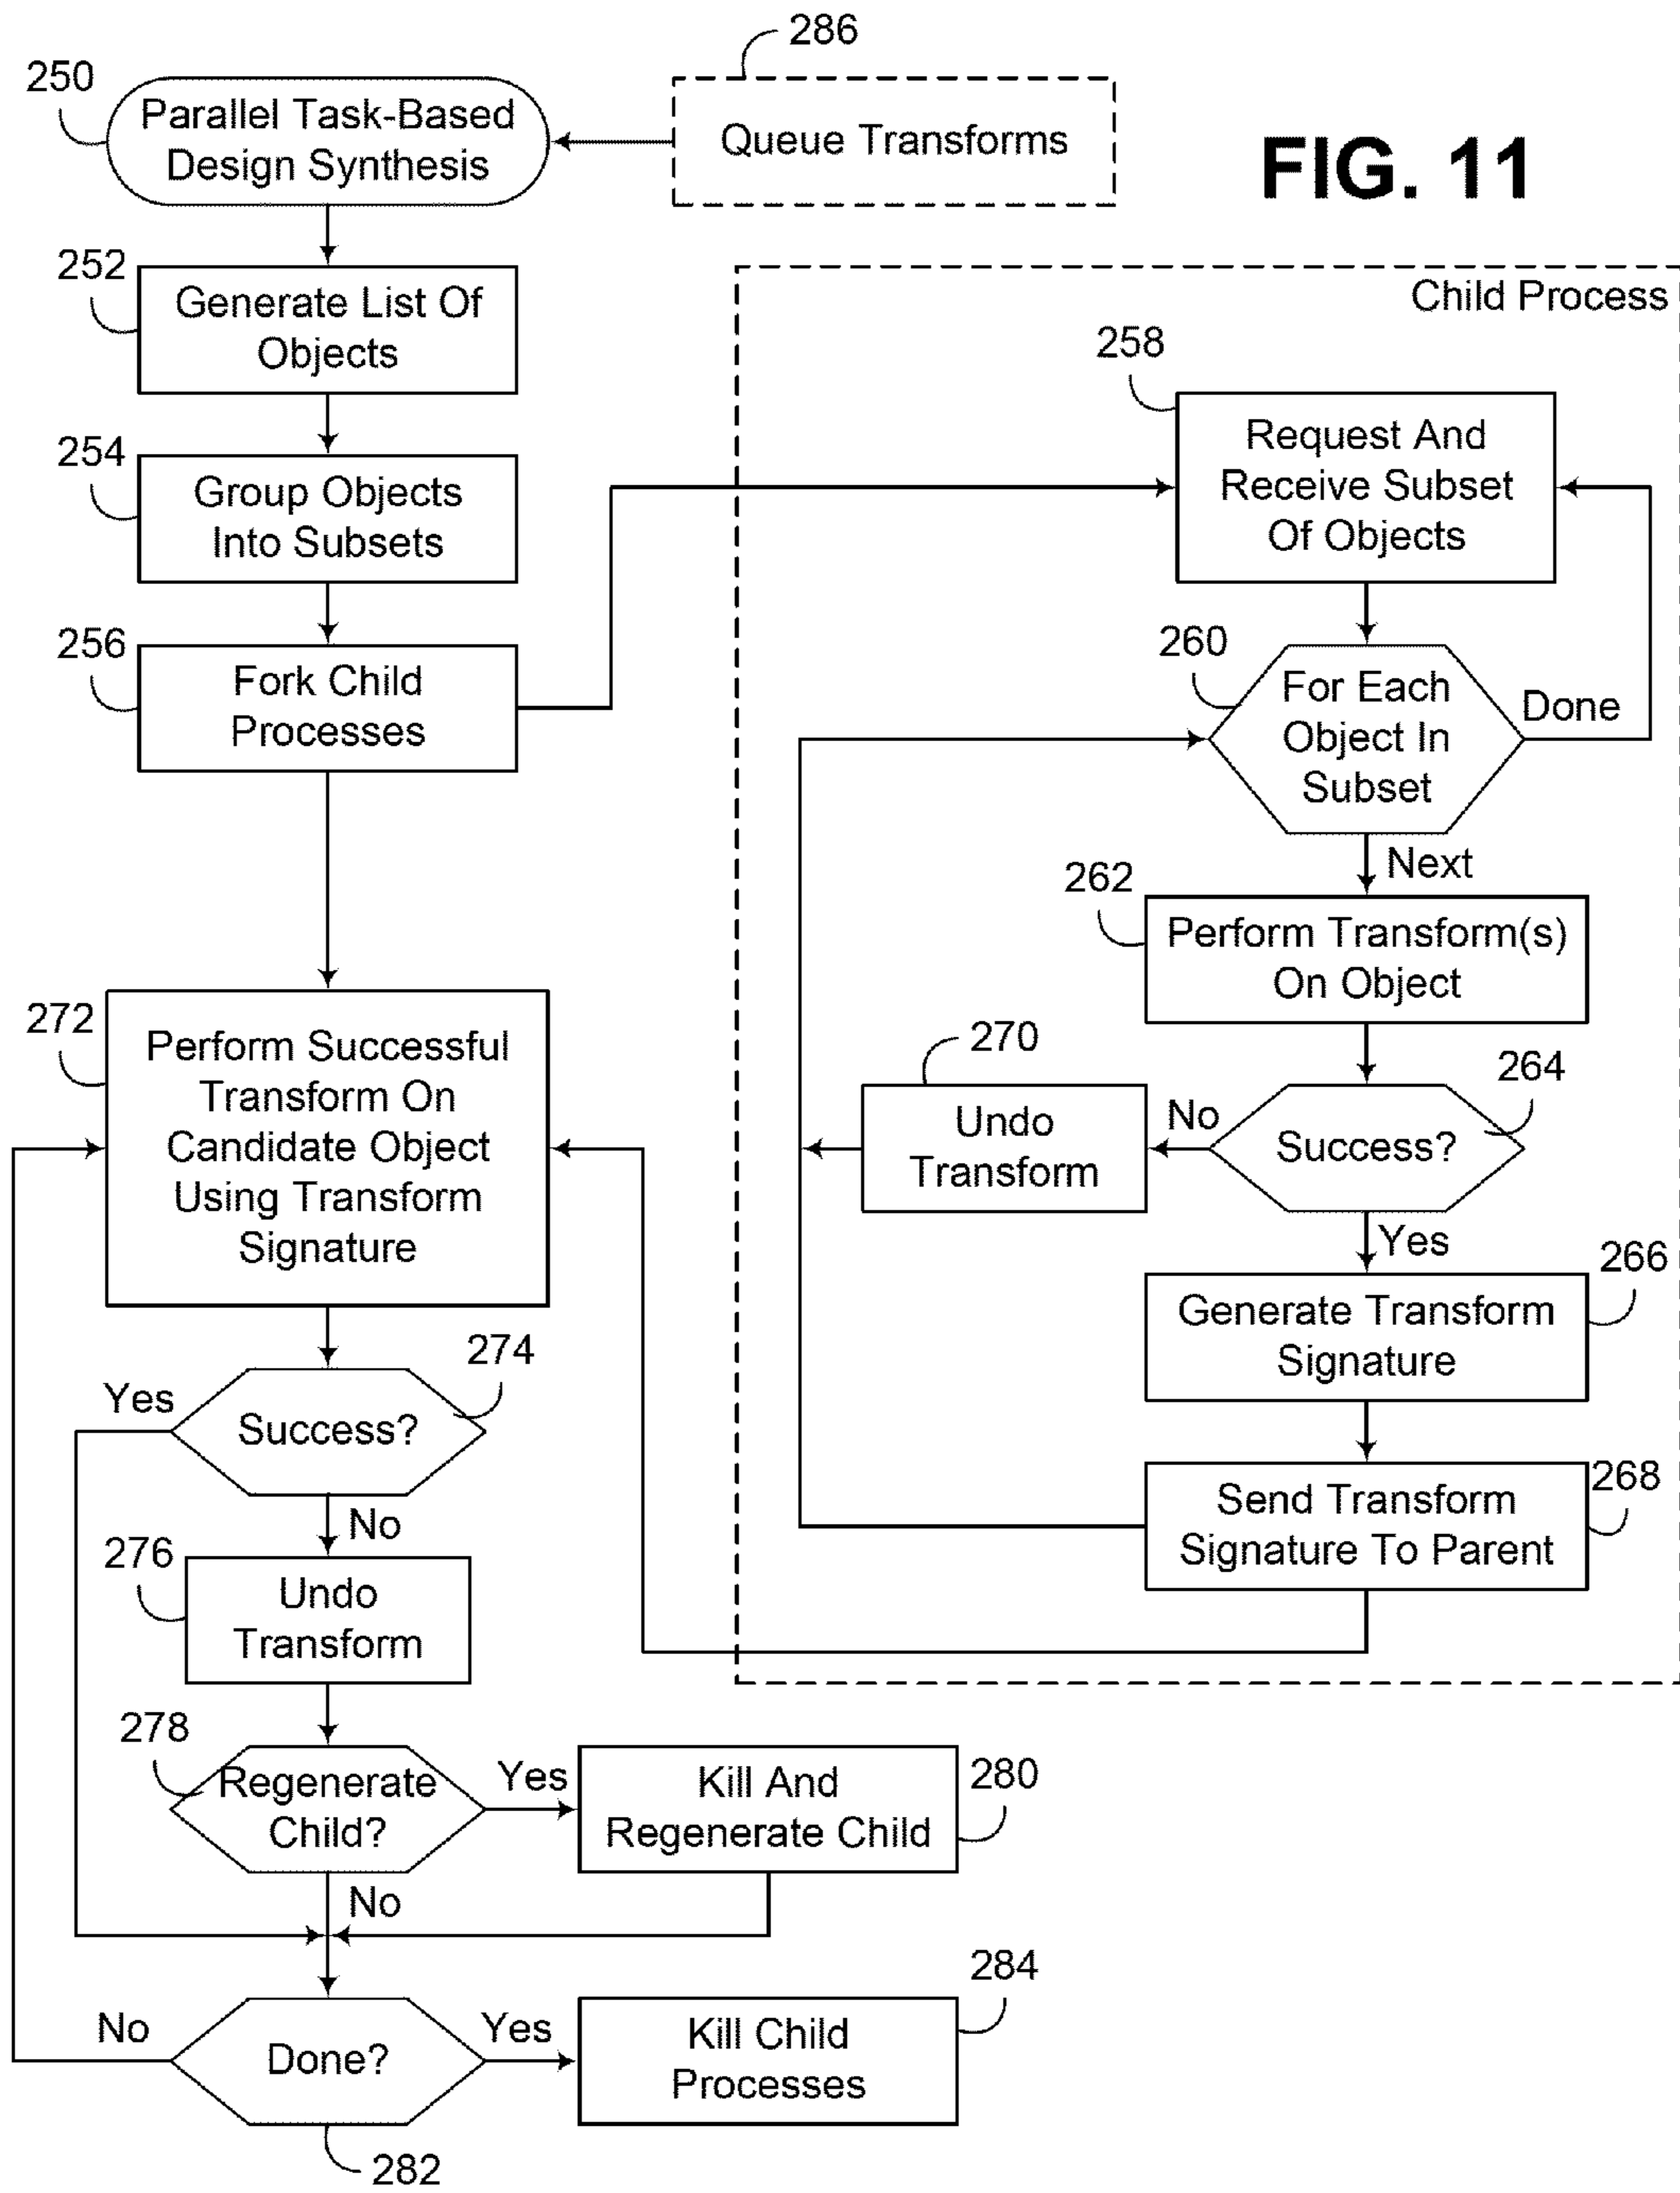 286
250
Parallel Task-Based
Design Synthesis
Queue Transforms
FIG. 11
252
Generate List Of
Objects
Child Process
258
Request And
Receive Subset
Of Objects
254
Group Objects
Into Subsets
256
Fork Child
Processes
260
For Each
Object In
Subset
Done
Next
262
Perform Transform(s)
On Object
264
Success?
No
270
Undo
Transform
Yes
266
Generate Transform
Signature
268
Send Transform
Signature To Parent
272
Perform Successful
Transform On
Candidate Object
Using Transform
Signature
274
Success?
Yes
No
276
Undo
Transform
278
Regenerate
Child?
Yes
280
Kill And
Regenerate Child
No
282
Done?
No
Yes
284
Kill Child
Processes